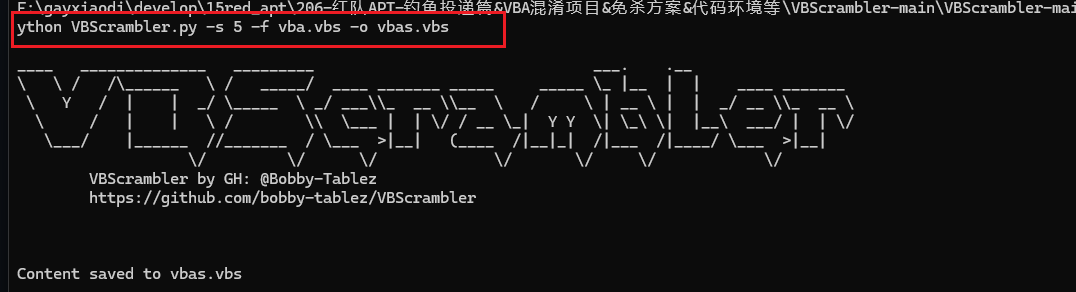 F:\gayxiaodi\develop\15red_apt\206-红队APT-钓鱼投递篇&VBA混淆项目&免杀方案&代码环境等\VBScrambler-main\VBScrambler-mai
ython VBScrambler.py -s 5 -f vba.vbs -o vbas.vbs
VBScrambler
VBScrambler by GH: @Bobby-Tablez
https://github.com/bobby-tablez/VBScrambler
Content saved to vbas.vbs